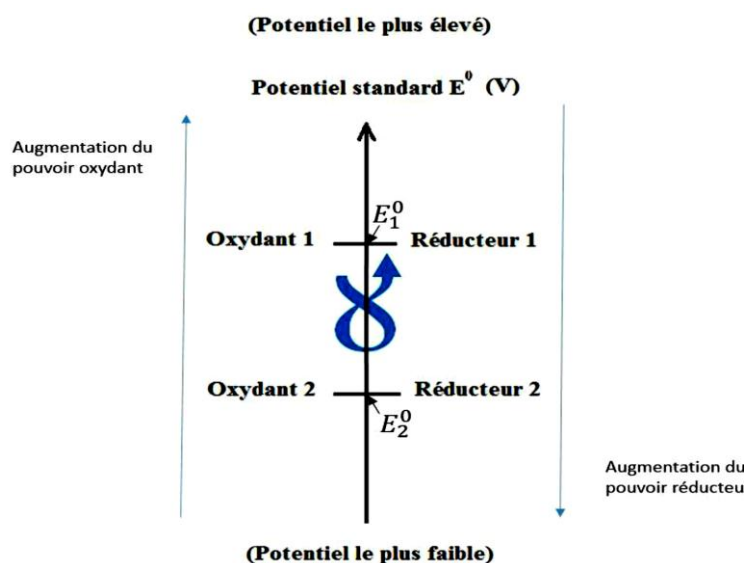 (Potentiel le plus élevé)
Potentiel standard E⁰ (V)
Augmentation du
pouvoir oxydant
E₁⁰
Oxydant 1 Réducteur 1
Oxydant 2 Réducteur 2
E₂⁰
Augmentation du
pouvoir réducteur
(Potentiel le plus faible)